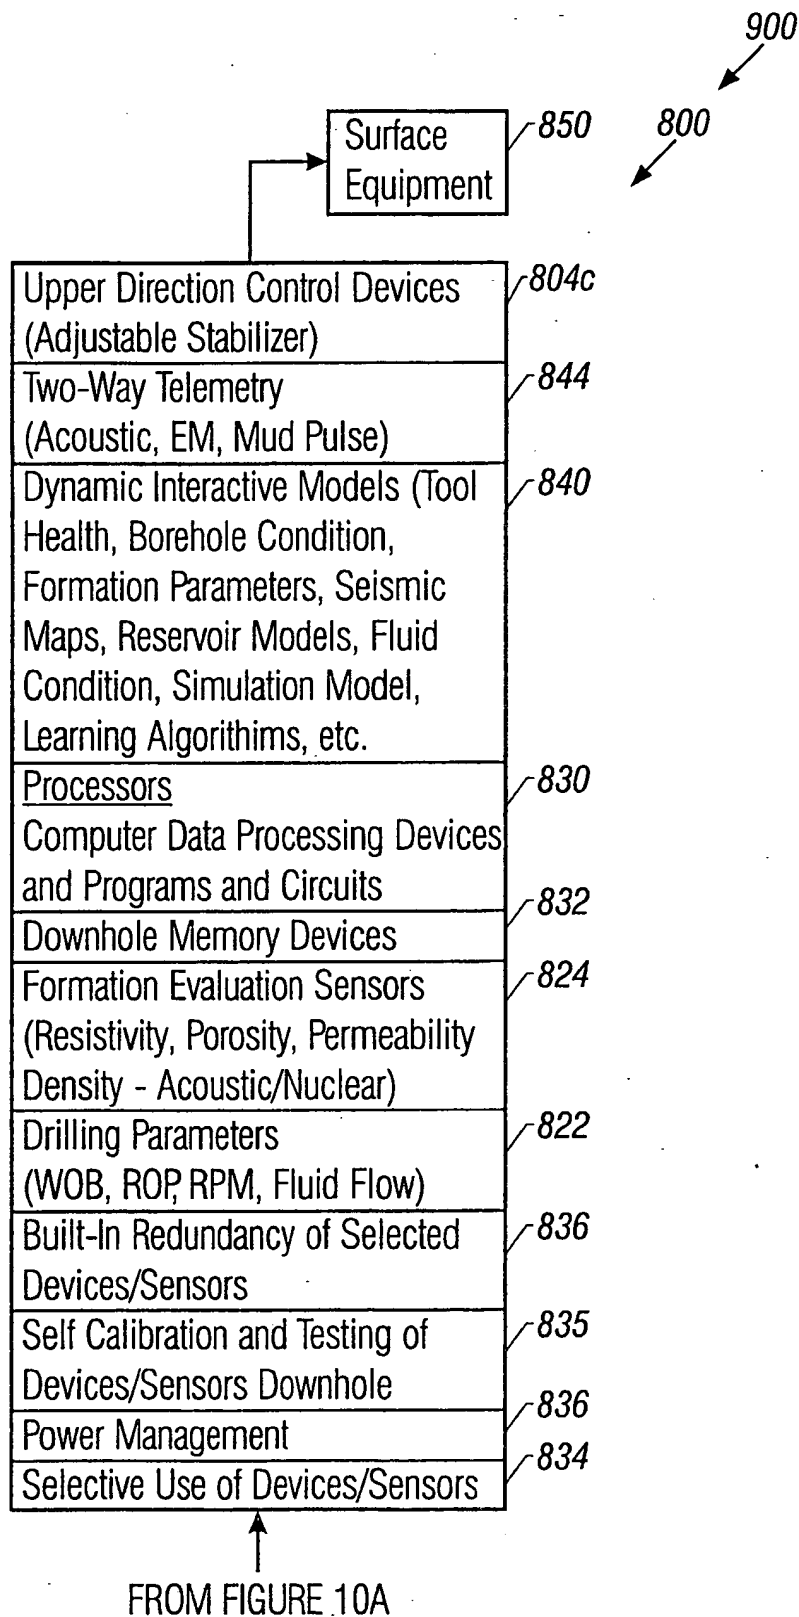 900
800
Surface
Equipment
850
Upper Direction Control Devices
(Adjustable Stabilizer)
804c
Two-Way Telemetry
(Acoustic, EM, Mud Pulse)
844
Dynamic Interactive Models (Tool
Health, Borehole Condition,
Formation Parameters, Seismic
Maps, Reservoir Models, Fluid
Condition, Simulation Model,
Learning Algorithims, etc.
840
Processors
Computer Data Processing Devices
and Programs and Circuits
830
Downhole Memory Devices
832
Formation Evaluation Sensors
(Resistivity, Porosity, Permeability
Density - Acoustic/Nuclear)
824
Drilling Parameters
(WOB, ROP, RPM, Fluid Flow)
822
Built-In Redundancy of Selected
Devices/Sensors
836
Self Calibration and Testing of
Devices/Sensors Downhole
835
Power Management
836
Selective Use of Devices/Sensors
834
FROM FIGURE 10A